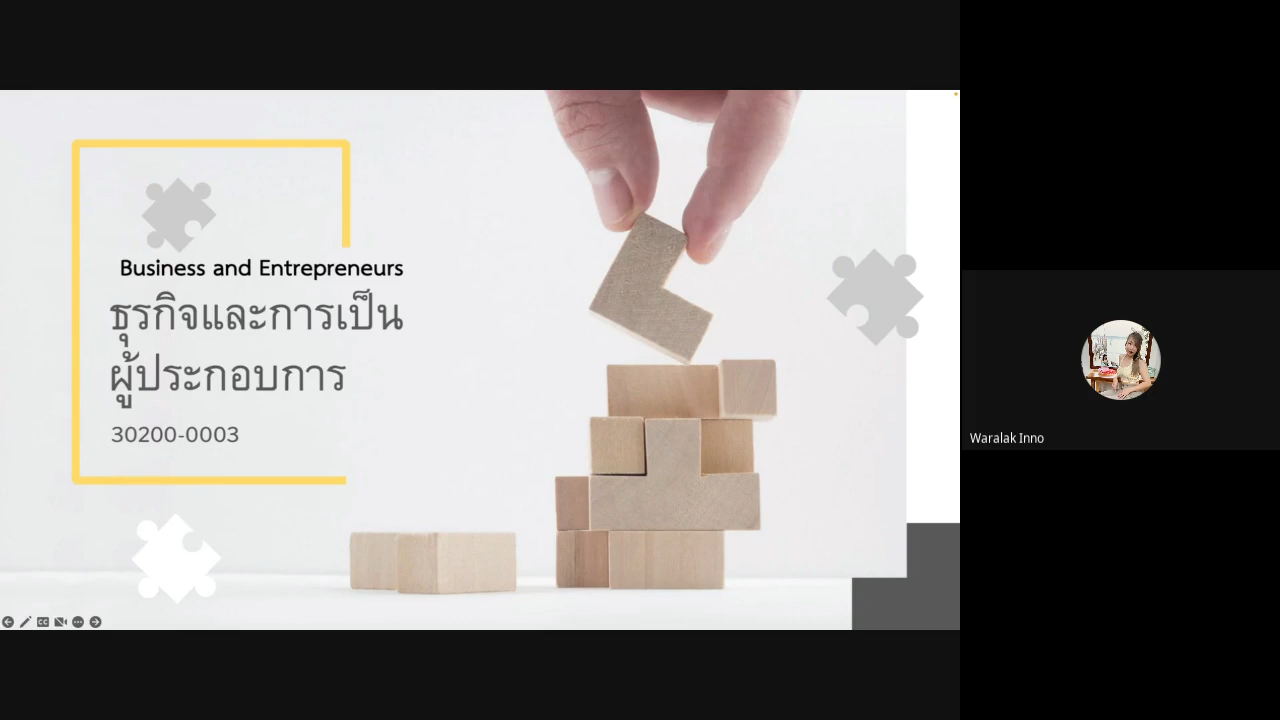 Business and Entrepreneurs
ธุรกิจและการเป็น
ผู้ประกอบการ
30200-0003
Waralak Inno